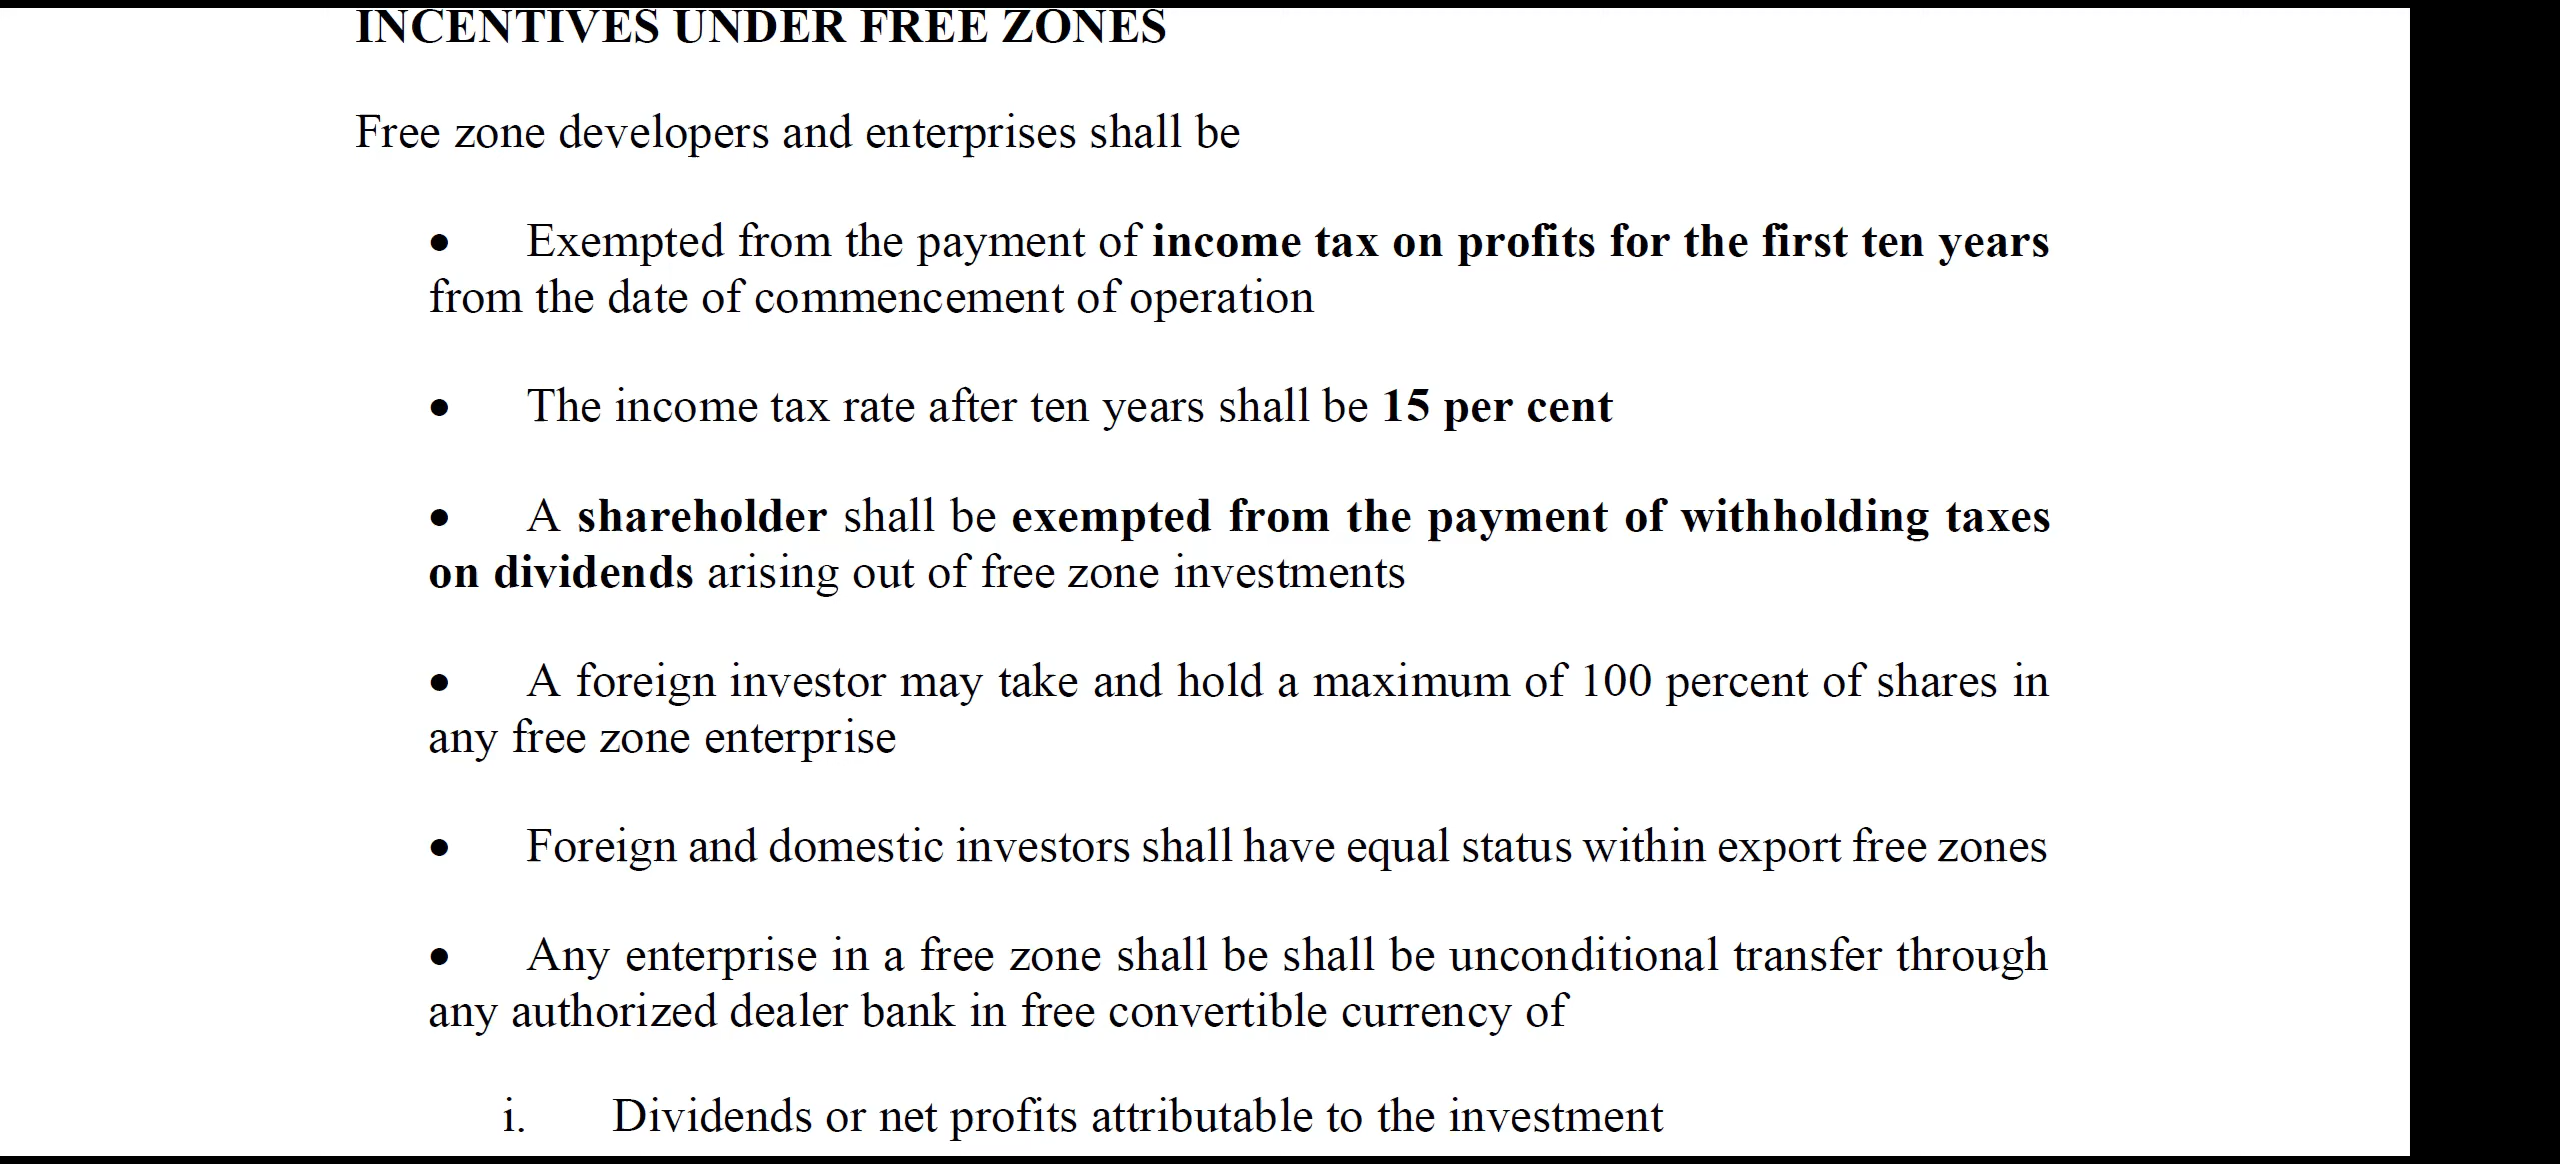 INCENTIVES UNDER FREE ZONES
Free zone developers and enterprises shall be
• Exempted from the payment of income tax on profits for the first ten years
from the date of commencement of operation
• The income tax rate after ten years shall be 15 per cent
• A shareholder shall be exempted from the payment of withholding taxes
on dividends arising out of free zone investments
• A foreign investor may take and hold a maximum of 100 percent of shares in
any free zone enterprise
• Foreign and domestic investors shall have equal status within export free zones
• Any enterprise in a free zone shall be shall be unconditional transfer through
any authorized dealer bank in free convertible currency of
i. Dividends or net profits attributable to the investment